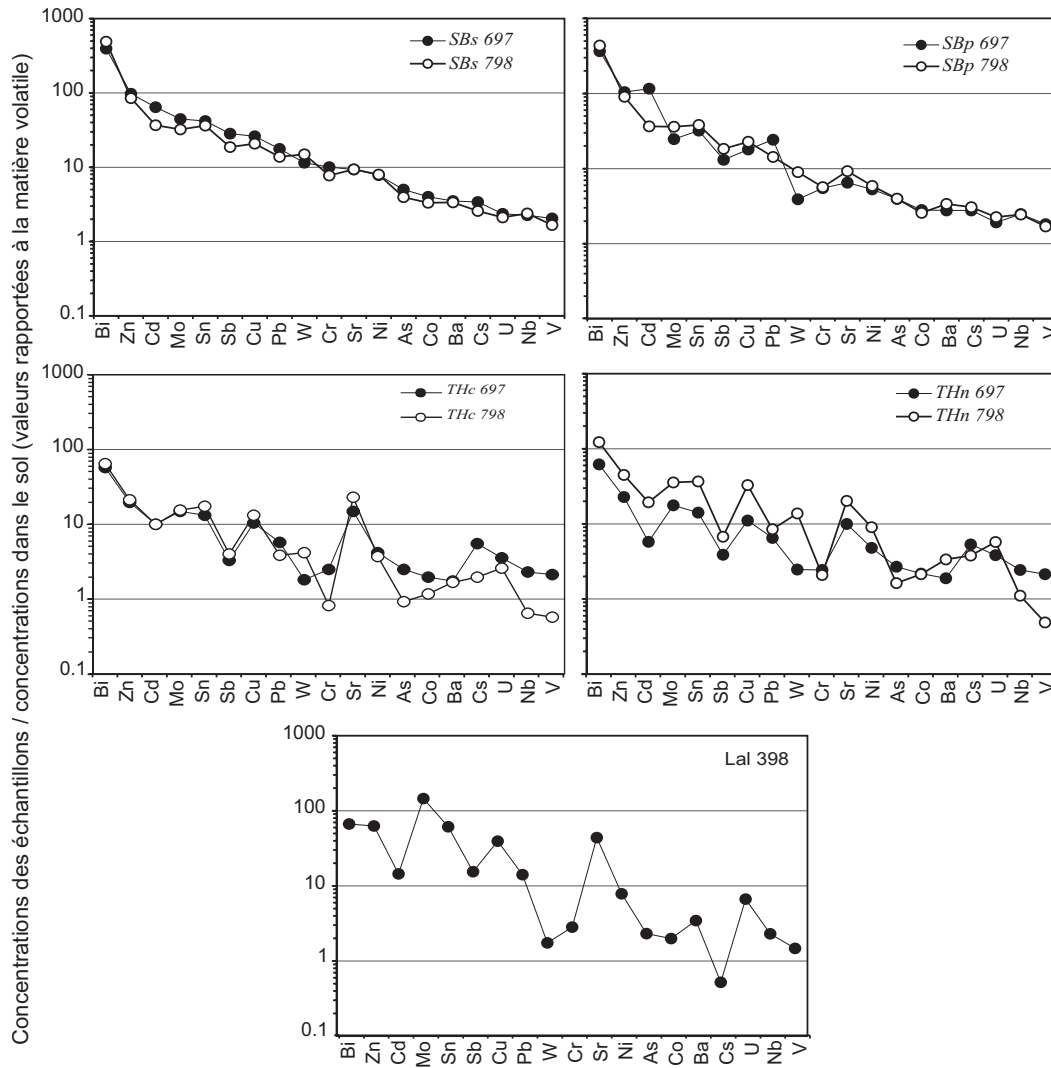 Concentrations des échantillons / concentrations dans le sol (valeurs rapportées à la matière volatile)
1000
100
10
1
0.1
SBs 697
SBs 798
Bi Zn Cd Mo Sn Sb Cu Pb W Cr Sr Ni As Co Ba Cs U Nb V
SBp 697
SBp 798
Bi Zn Cd Mo Sn Sb Cu Pb W Cr Sr Ni As Co Ba Cs U Nb V
1000
100
10
1
0.1
THc 697
THc 798
Bi Zn Cd Mo Sn Sb Cu Pb W Cr Sr Ni As Co Ba Cs U Nb V
THn 697
THn 798
Bi Zn Cd Mo Sn Sb Cu Pb W Cr Sr Ni As Co Ba Cs U Nb V
1000
100
10
1
0.1
Lal 398
Bi Zn Cd Mo Sn Sb Cu Pb W Cr Sr Ni As Co Ba Cs U Nb V